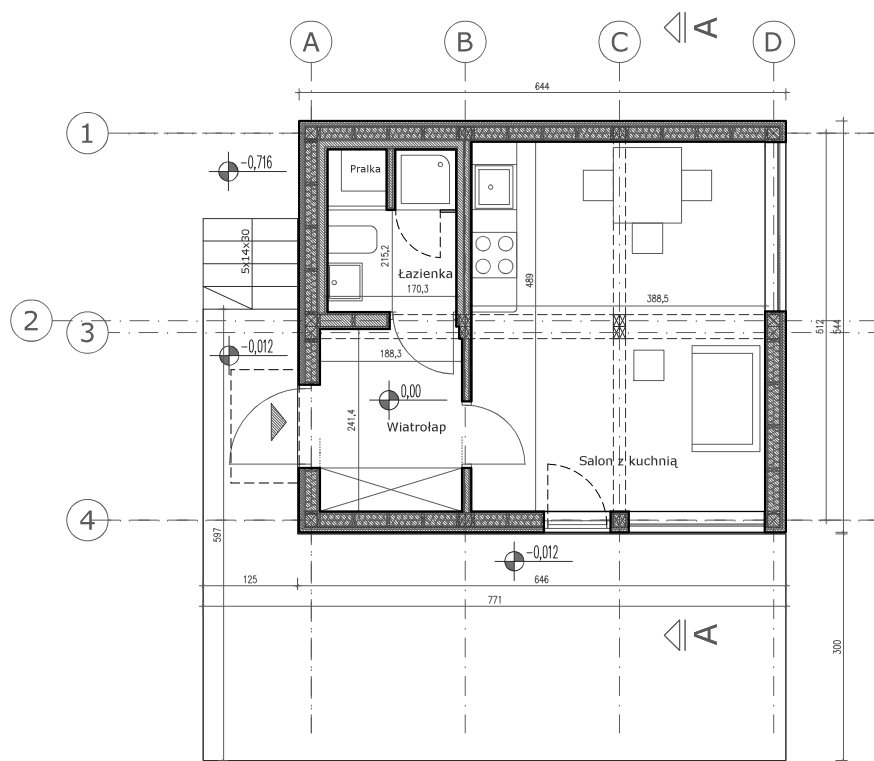 A
A
B
C
D
644
1
-0,716
Pralka
5x14x30
215,2
Łazienka
170,3
489
388,5
2
3
512
544
-0,012
188,3
0,00
241,4
Wiatrołap
Salon z kuchnią
4
597
-0,012
125
646
771
A
300